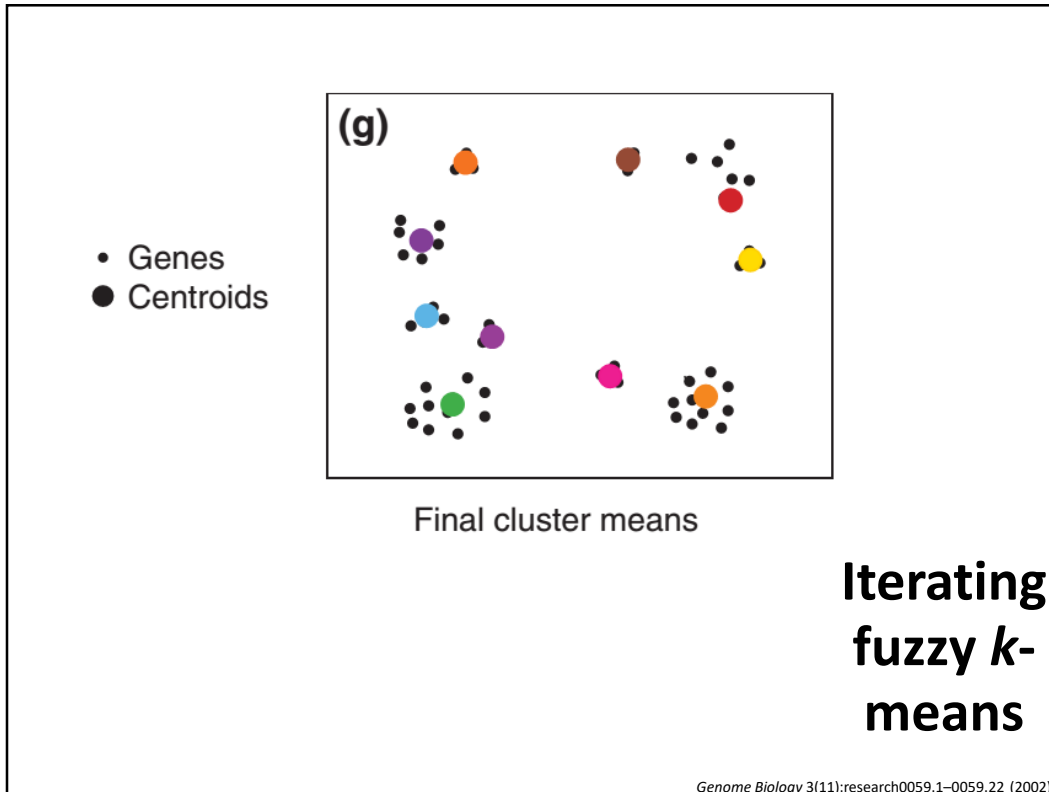 (g)
Genes
Centroids
Final cluster means
Iterating
fuzzy k-
means
Genome Biology 3(11):research0059.1–0059.22 (2002)